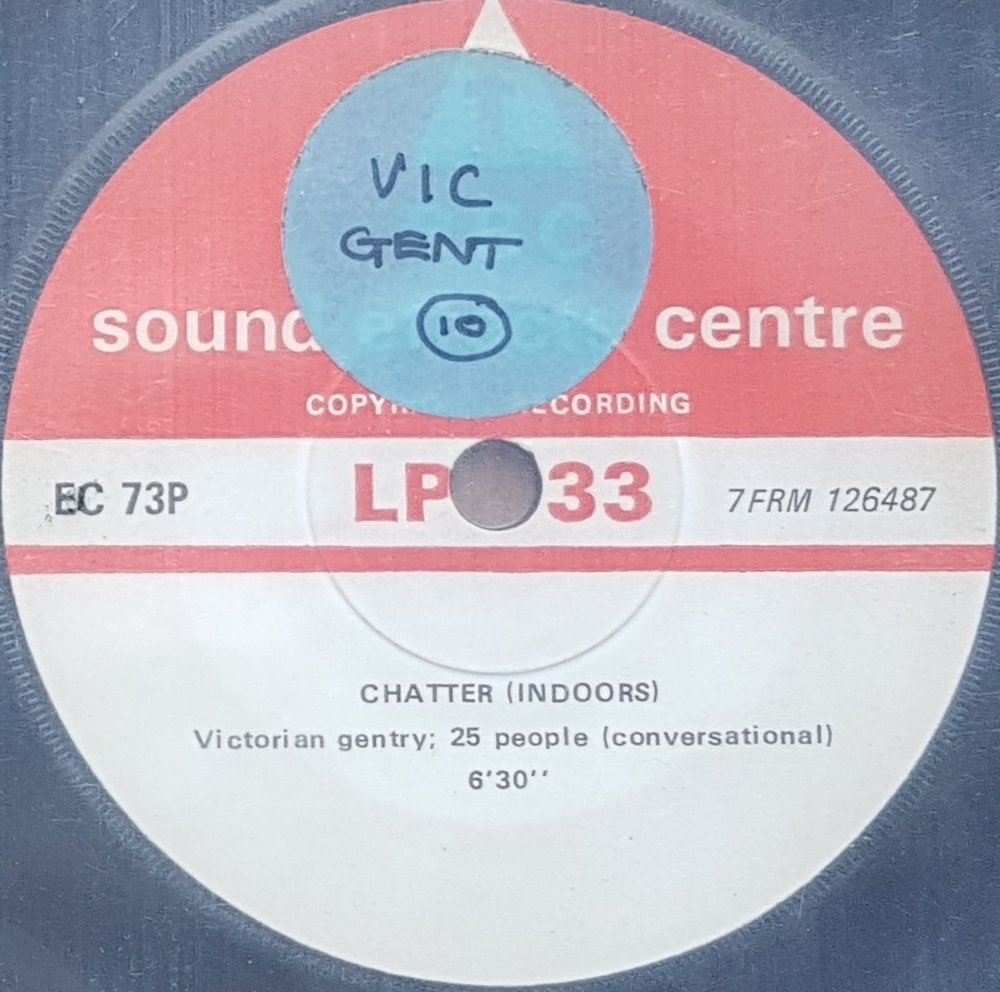 VIC
GENT
10
sound centre
COPY RECORDING
EC 73P LP 33 7FRM 126487
CHATTER (INDOORS)
Victorian gentry; 25 people (conversational)
6'30''